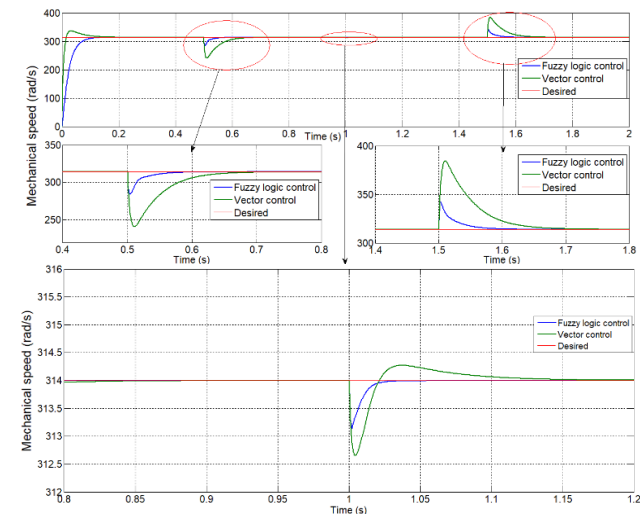 Mechanical speed (rad/s)
400
300
200
100
0
0
0.2
0.4
0.6
0.8
1
1.2
1.4
1.6
1.8
2
Time (s)
Fuzzy logic control
Vector control
Desired
350
300
250
0.4
0.5
0.6
0.7
0.8
Time (s)
Fuzzy logic control
Vector control
Desired
400
350
300
1.4
1.5
1.6
1.7
1.8
Time (s)
Fuzzy logic control
Vector control
Desired
Mechanical speed (rad/s)
316
315.5
315
314.5
314
313.5
313
312.5
312
0.8
0.85
0.9
0.95
1
1.05
1.1
1.15
1.2
Time (s)
Fuzzy logic control
Vector control
Desired